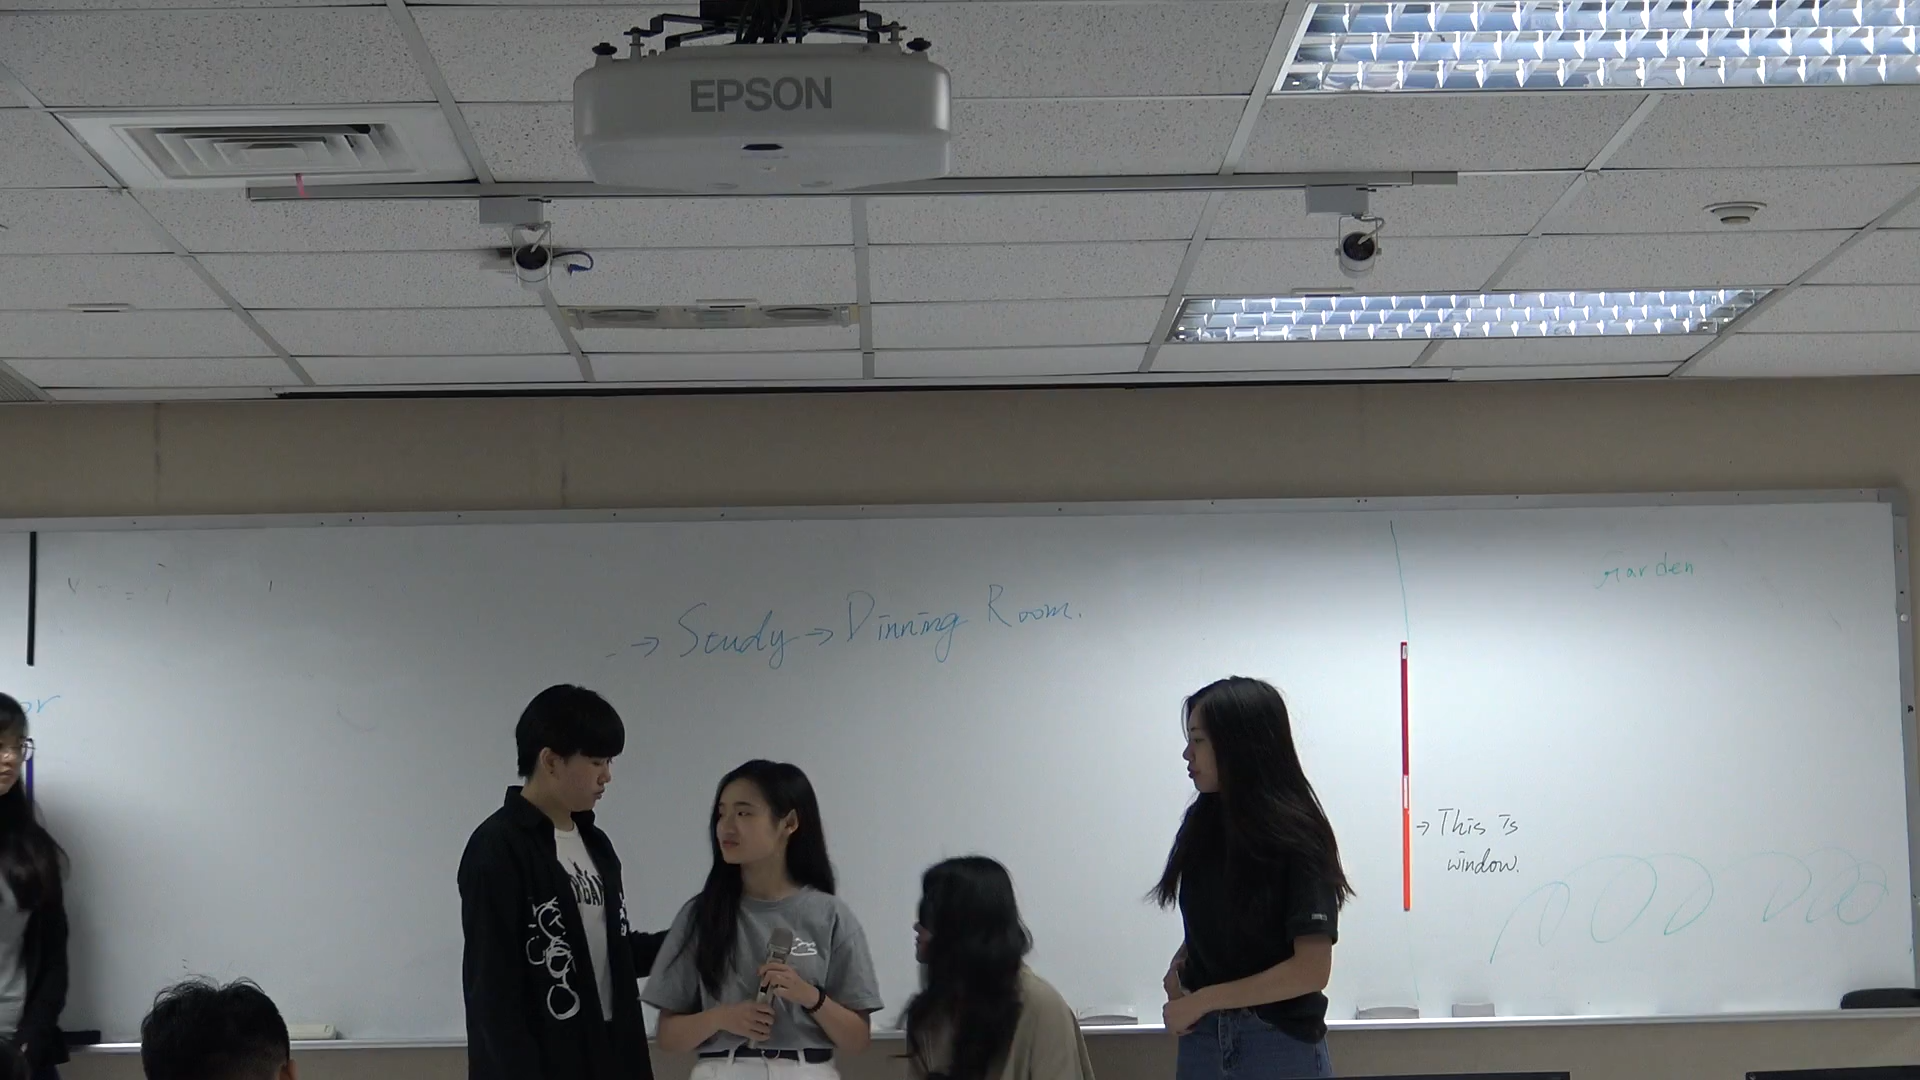 EPSON
→ Study → Dinning Room.
Garden
→ This is
window.